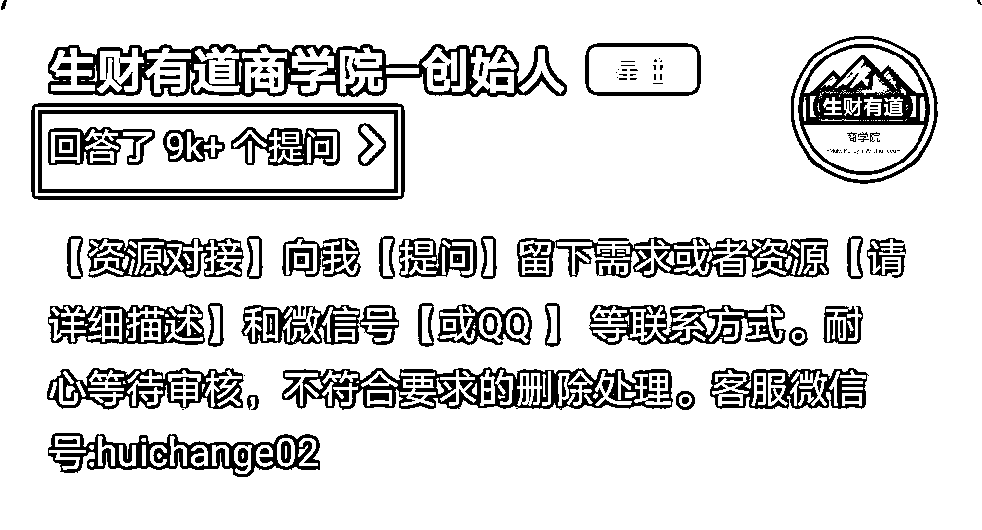 生财有道商学院—创始人
星主
回答了 9k+ 个提问
生财有道
商学院
【资源对接】向我【提问】留下需求或者资源【请
详细描述】和微信号【或QQ 】 等联系方式。耐
心等待审核，不符合要求的删除处理。客服微信
号:huichange02